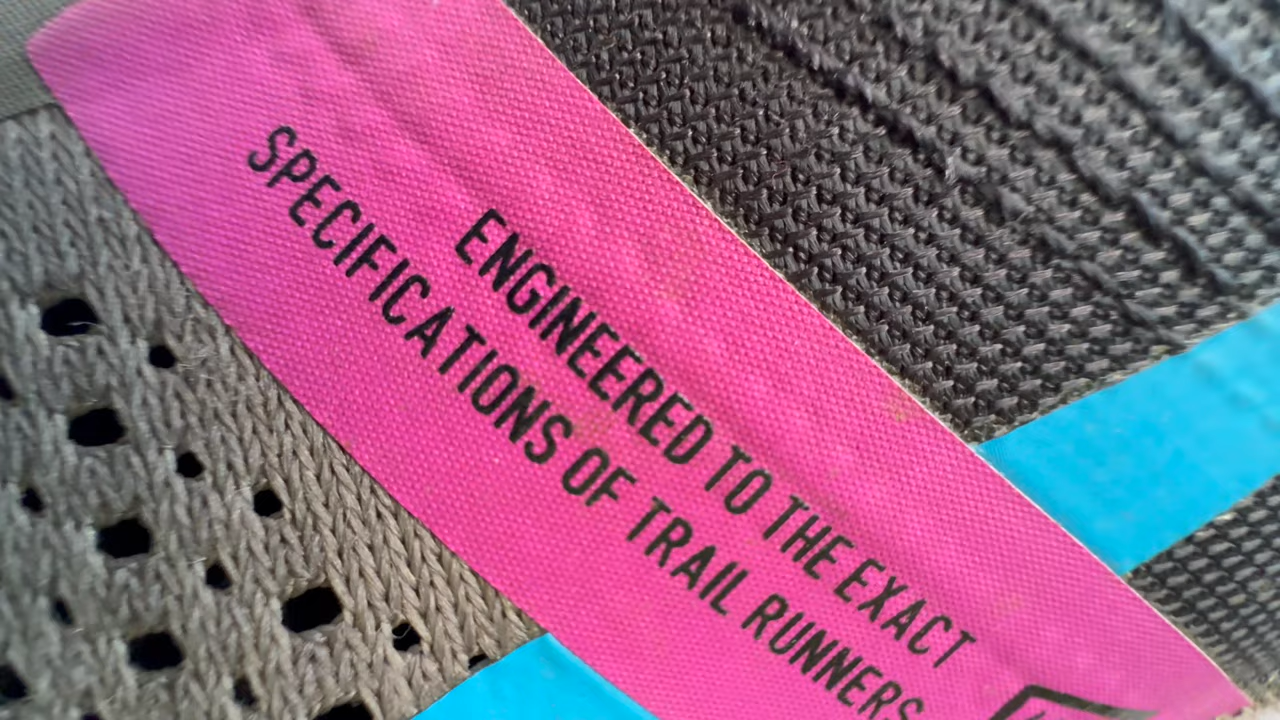 ENGINEERED TO THE EXACT
SPECIFICATIONS OF TRAIL RUNNERS